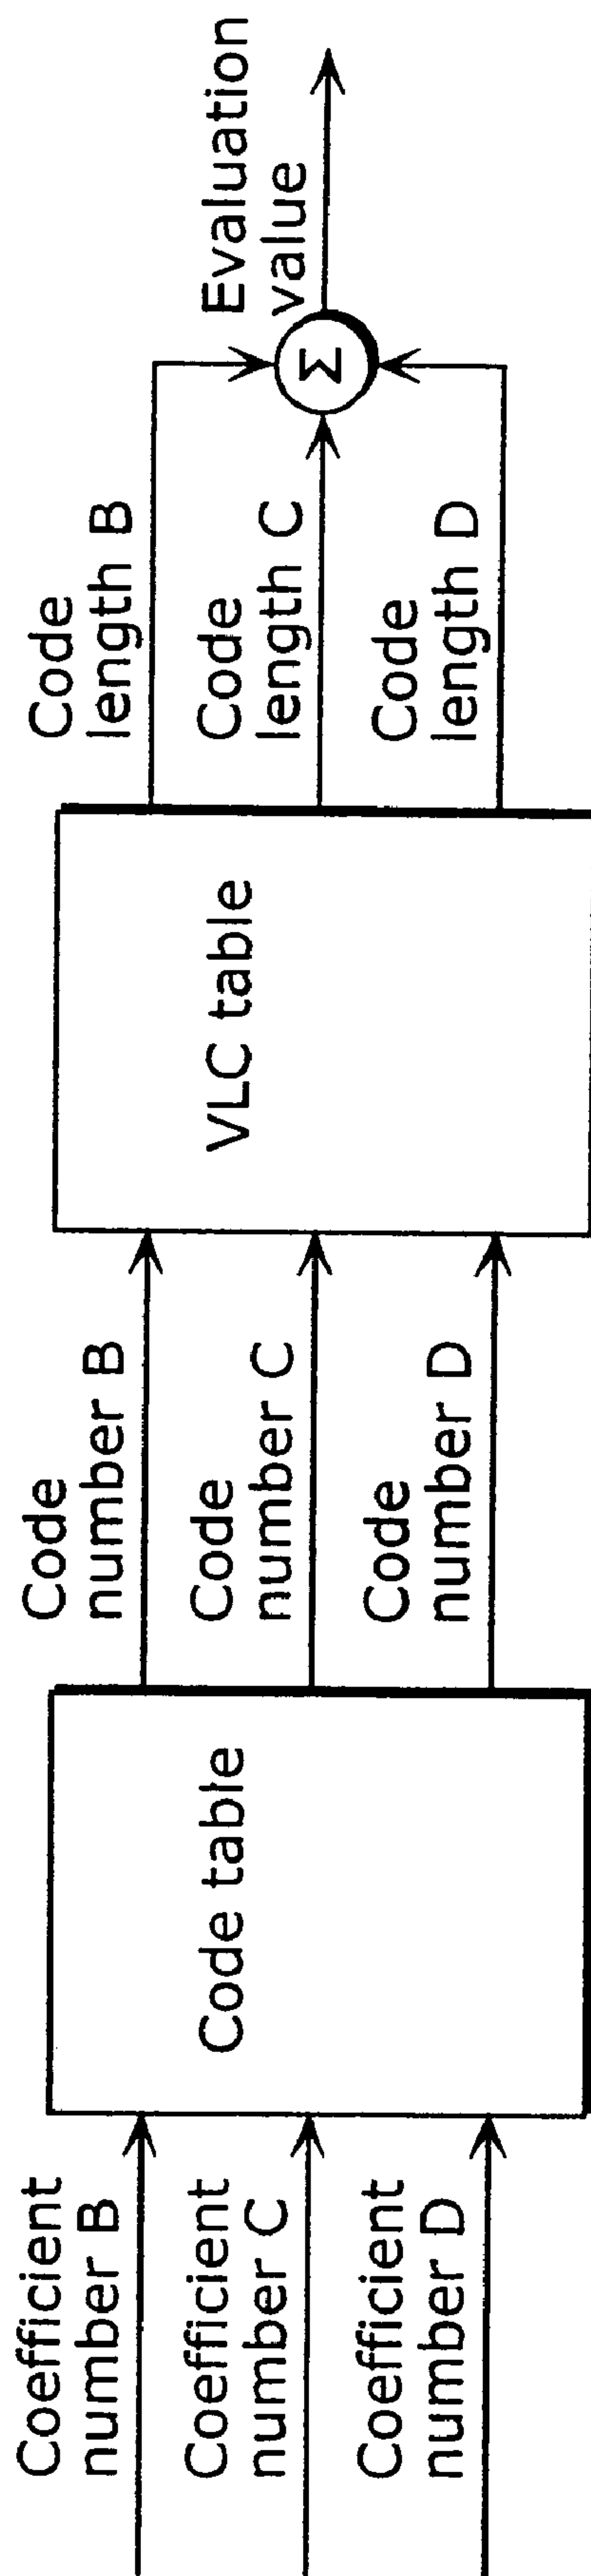 Coefficient
number B
Coefficient
number C
Coefficient
number D
Code table
Code
number B
Code
number C
Code
number D
VLC table
Code
length B
Code
length C
Code
length D
Σ
Evaluation
value